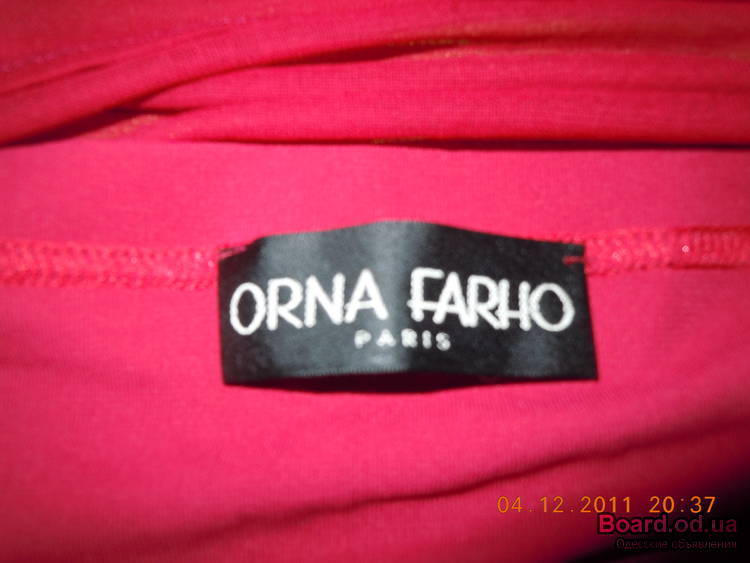 ORNA FARHO
PARIS
04.12.2011 20:37
Board.od.ua
Одесские объявления